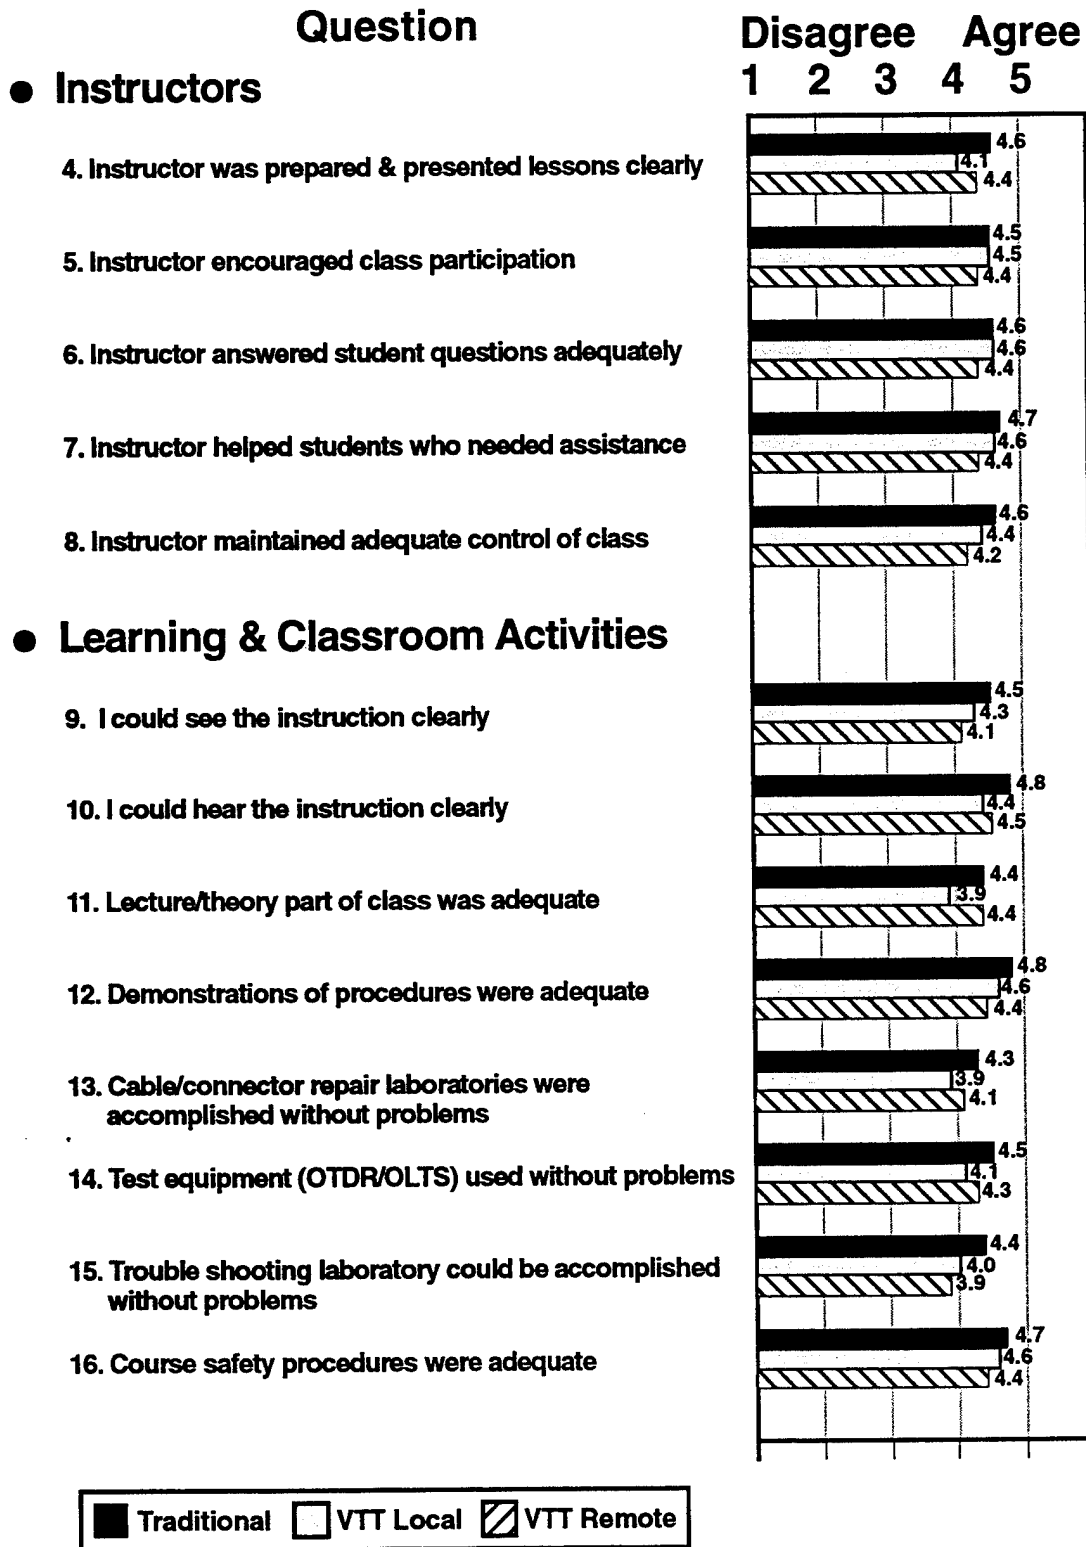 Question
Disagree Agree
1 2 3 4 5
● Instructors
4. Instructor was prepared & presented lessons clearly
4.6
4.1
4.4
5. Instructor encouraged class participation
4.5
4.5
4.4
6. Instructor answered student questions adequately
4.6
4.6
4.4
7. Instructor helped students who needed assistance
4.7
4.6
4.4
8. Instructor maintained adequate control of class
4.6
4.4
4.2
● Learning & Classroom Activities
9. I could see the instruction clearly
4.5
4.3
4.1
10. I could hear the instruction clearly
4.8
4.4
4.5
11. Lecture/theory part of class was adequate
4.4
3.9
4.4
12. Demonstrations of procedures were adequate
4.8
4.6
4.4
13. Cable/connector repair laboratories were
accomplished without problems
4.3
3.9
4.1
14. Test equipment (OTDR/OLTS) used without problems
4.5
4.1
4.3
15. Trouble shooting laboratory could be accomplished
without problems
4.4
4.0
3.9
16. Course safety procedures were adequate
4.7
4.6
4.4
Traditional VTT Local VTT Remote